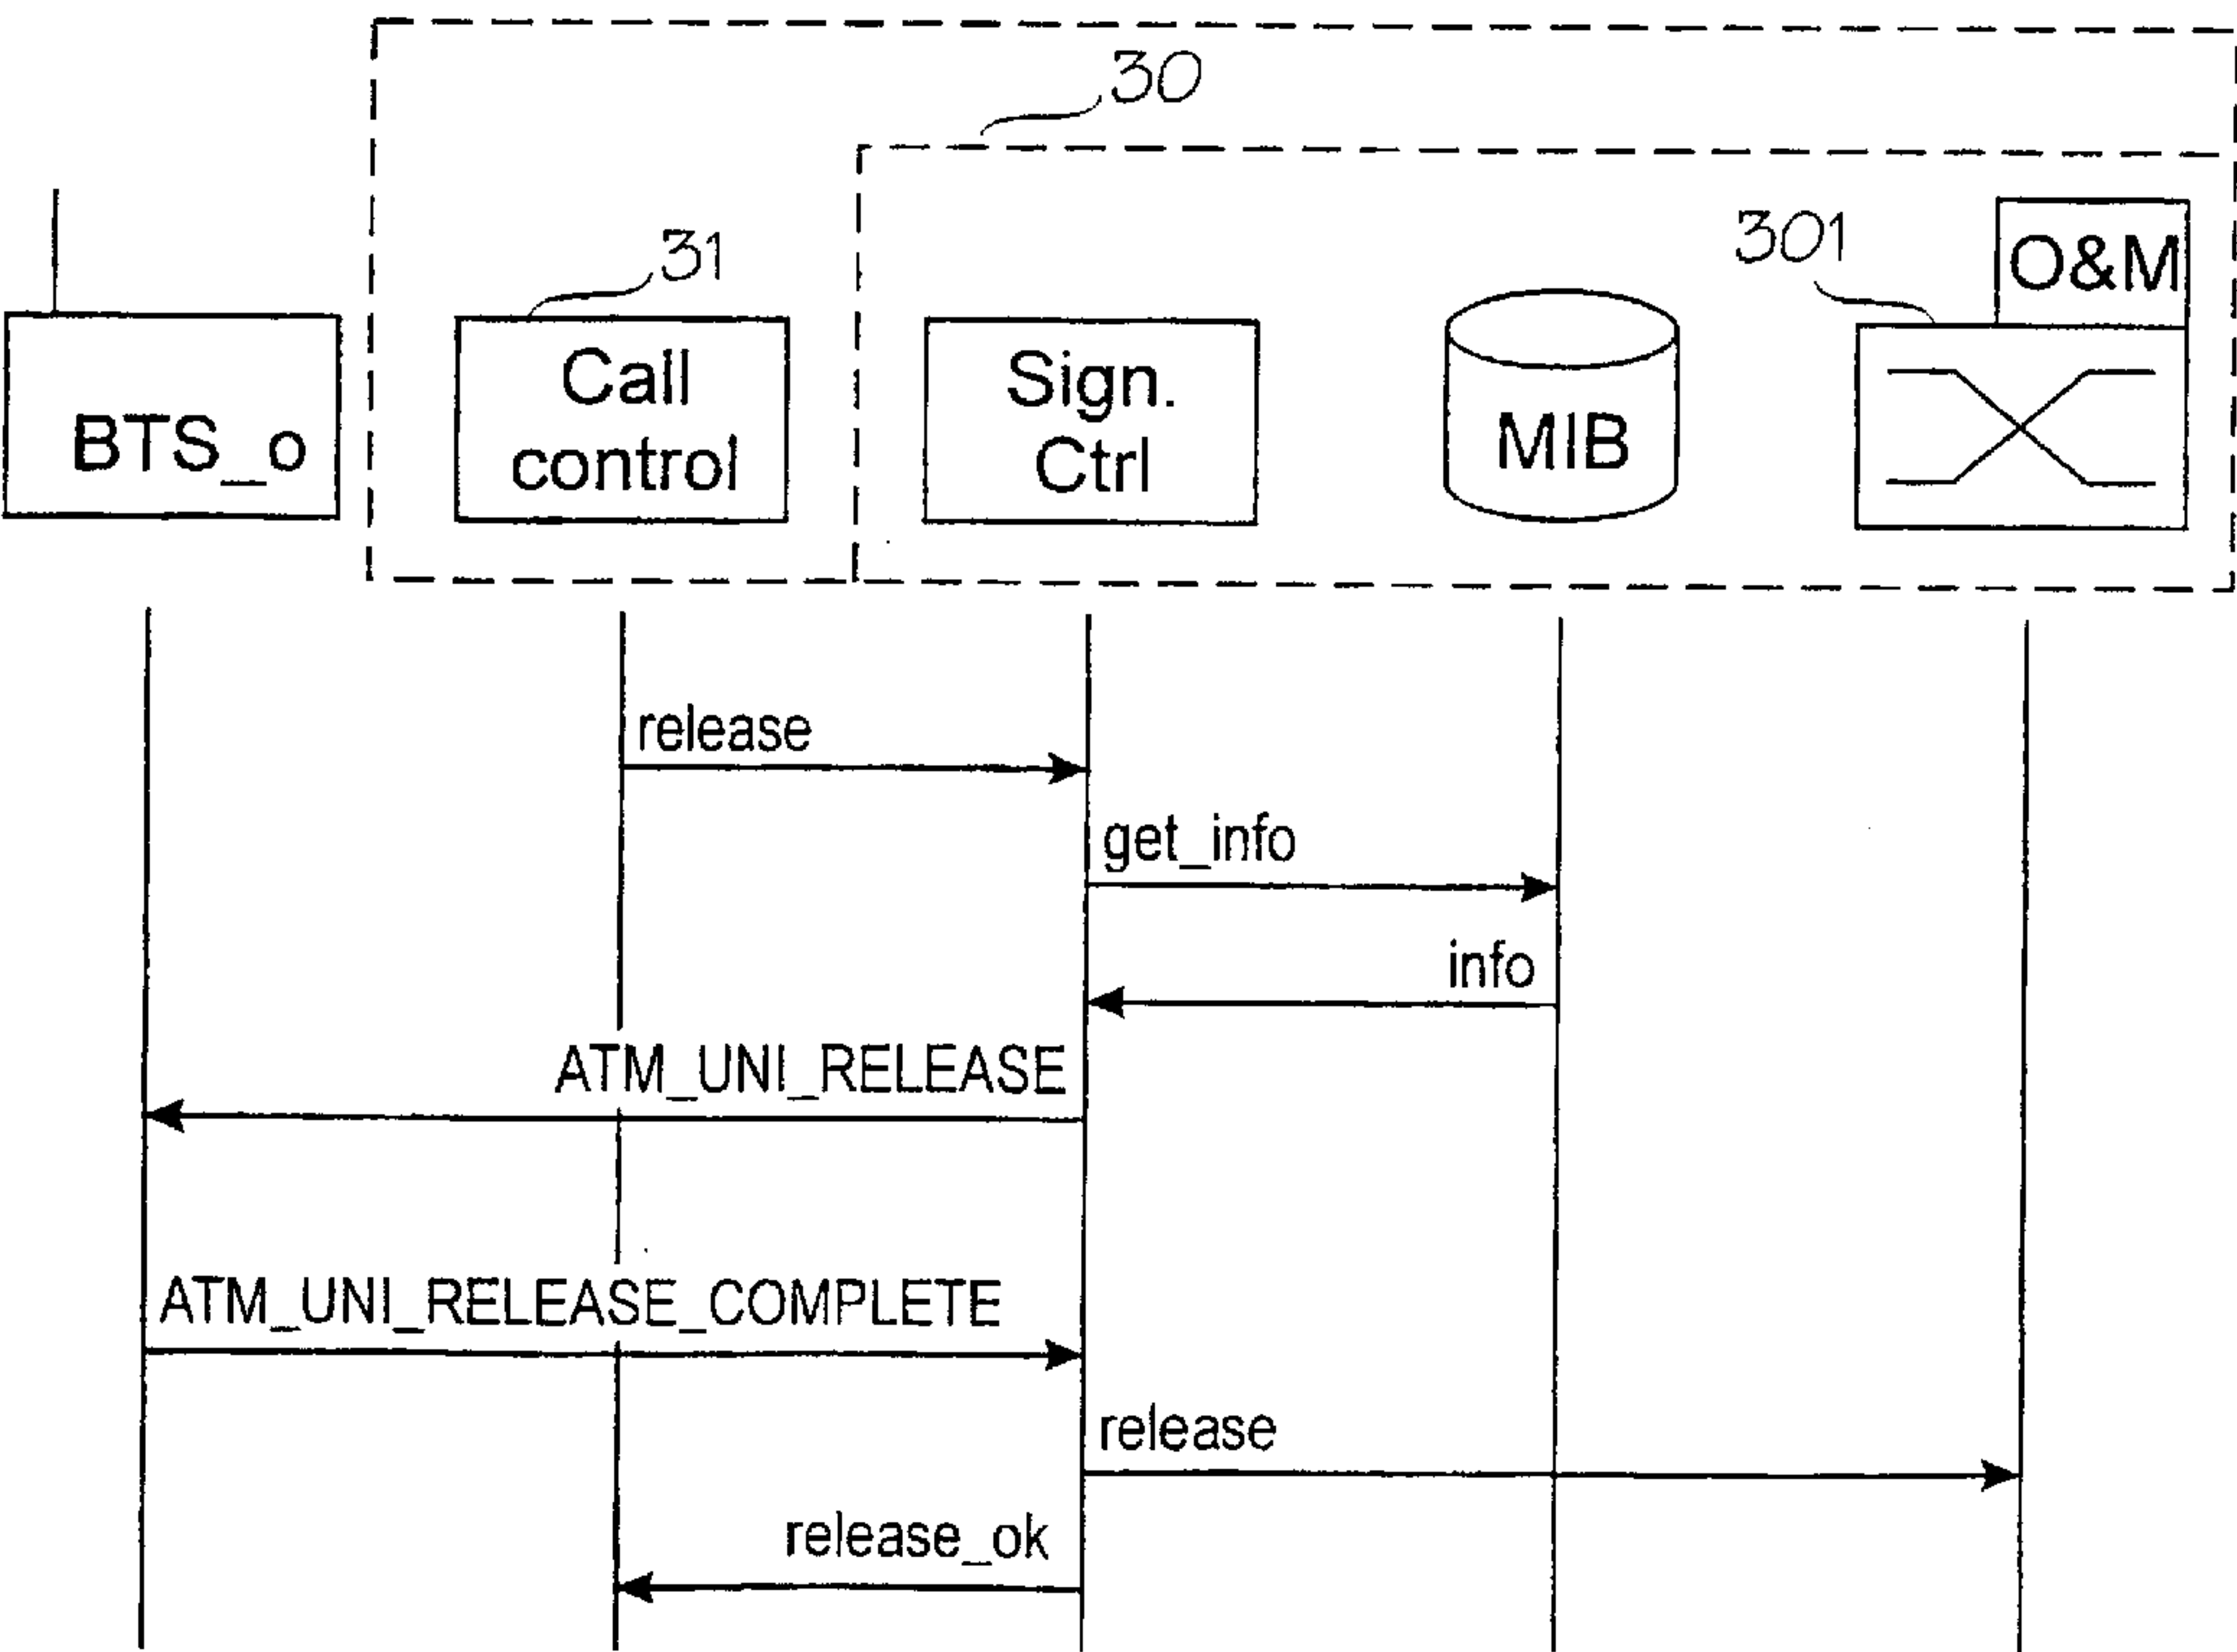 30
31
301
O&M
BTS_o
Call
control
Sign.
Ctrl
MIB
release
get_info
info
ATM_UNI_RELEASE
ATM_UNI_RELEASE_COMPLETE
release
release_ok